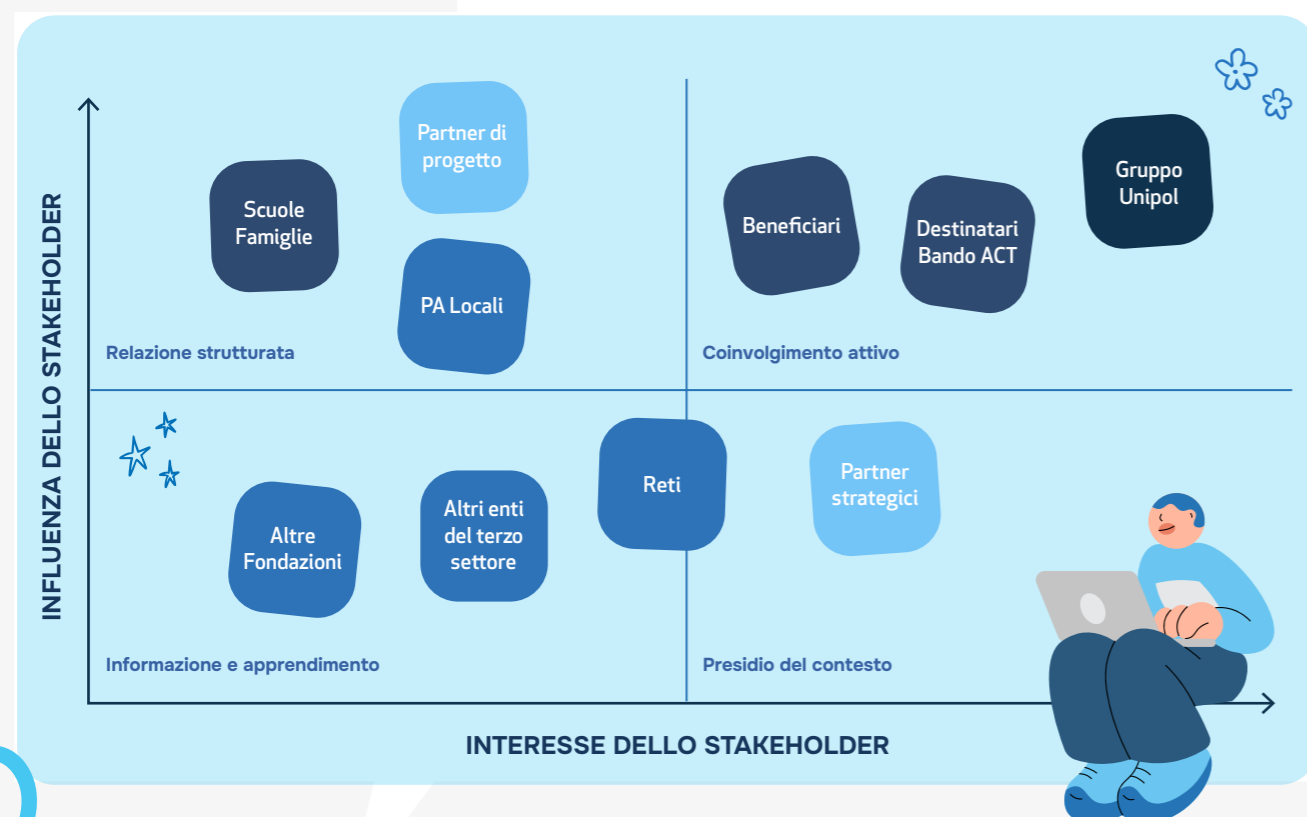 INFLUENZA DELLO STAKEHOLDER
Partner di
progetto
Scuole
Famiglie
PA Locali
Relazione strutturata
Gruppo
Unipol
Beneficiari
Destinatari
Bando ACT
Coinvolgimento attivo
Altre
Fondazioni
Altri enti
del terzo
settore
Reti
Informazione e apprendimento
Partner
strategici
Presidio del contesto
INTERESSE DELLO STAKEHOLDER